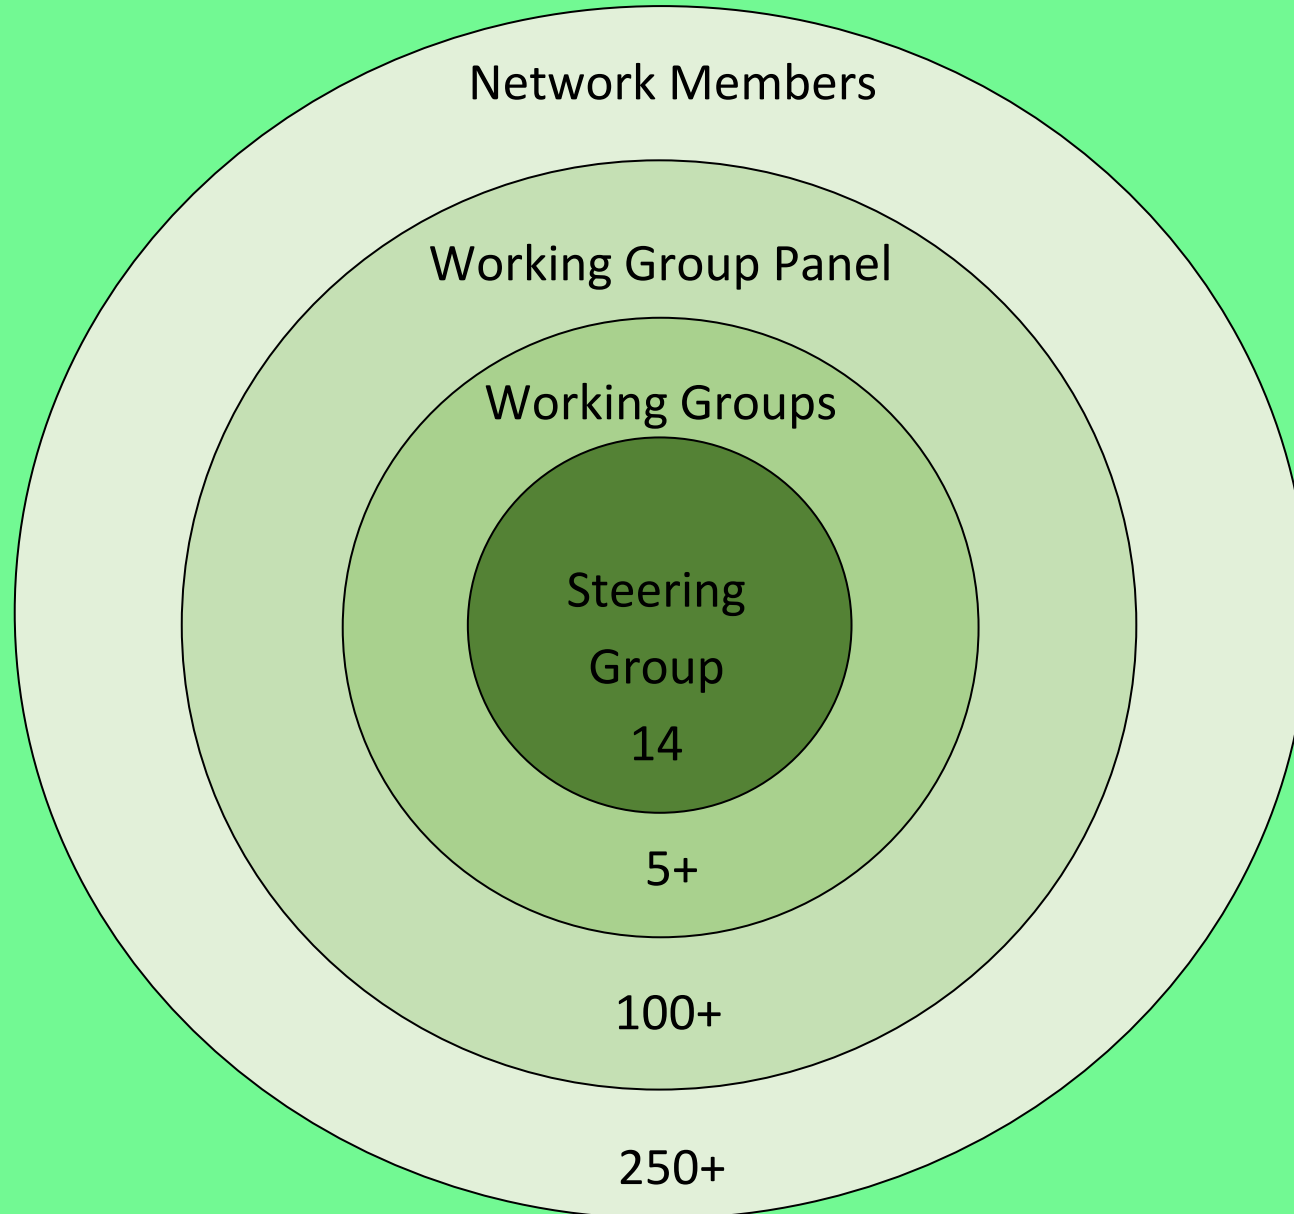 Network Members
Working Group Panel
Working Groups
Steering
Group
14
5+
100+
250+